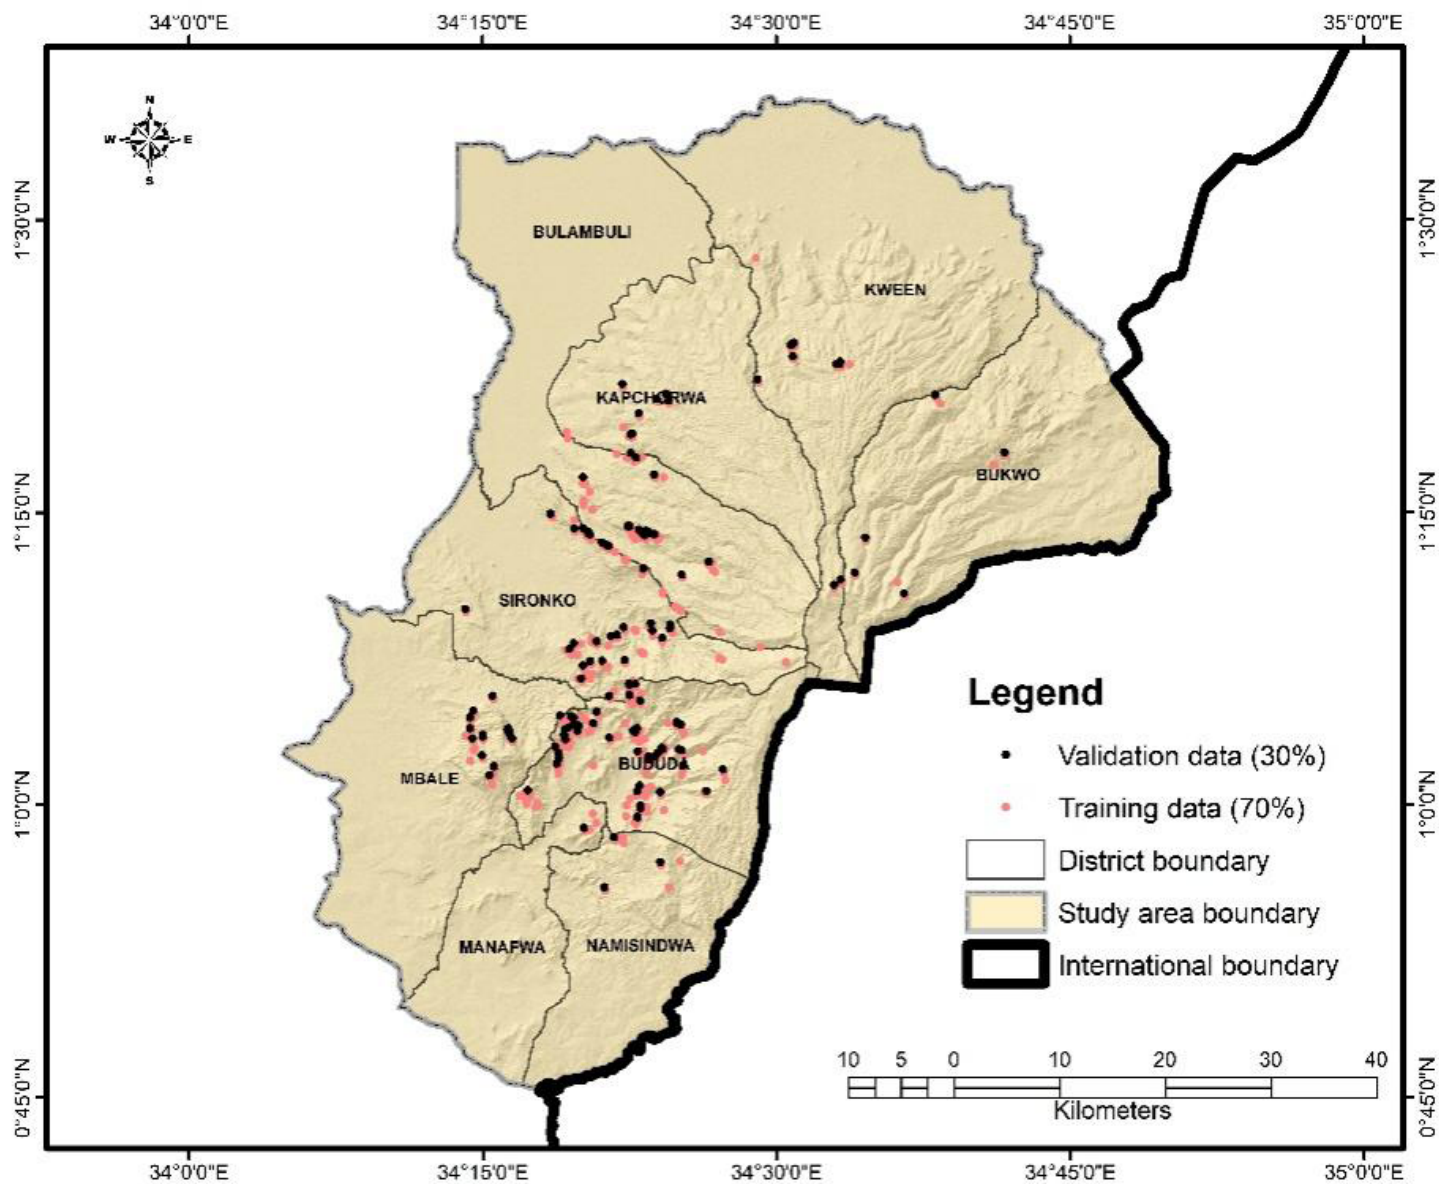 34°0'0"E 34°15'0"E 34°30'0"E 34°45'0"E 35°0'0"E
N
W E
S
1°30'0"N 1°30'0"N
BULAMBULI
KWEEN
KAPCHORWA
BUKWO
1°15'0"N 1°15'0"N
SIRONKO
Legend
Validation data (30%)
MBALE
BUDUDA
1°0'0"N 1°0'0"N
Training data (70%)
District boundary
Study area boundary
MANAFWA NAMISINDWA
International boundary
10 5 0 10 20 30 40
Kilometers
0°45'0"N 0°45'0"N
34°0'0"E 34°15'0"E 34°30'0"E 34°45'0"E 35°0'0"E